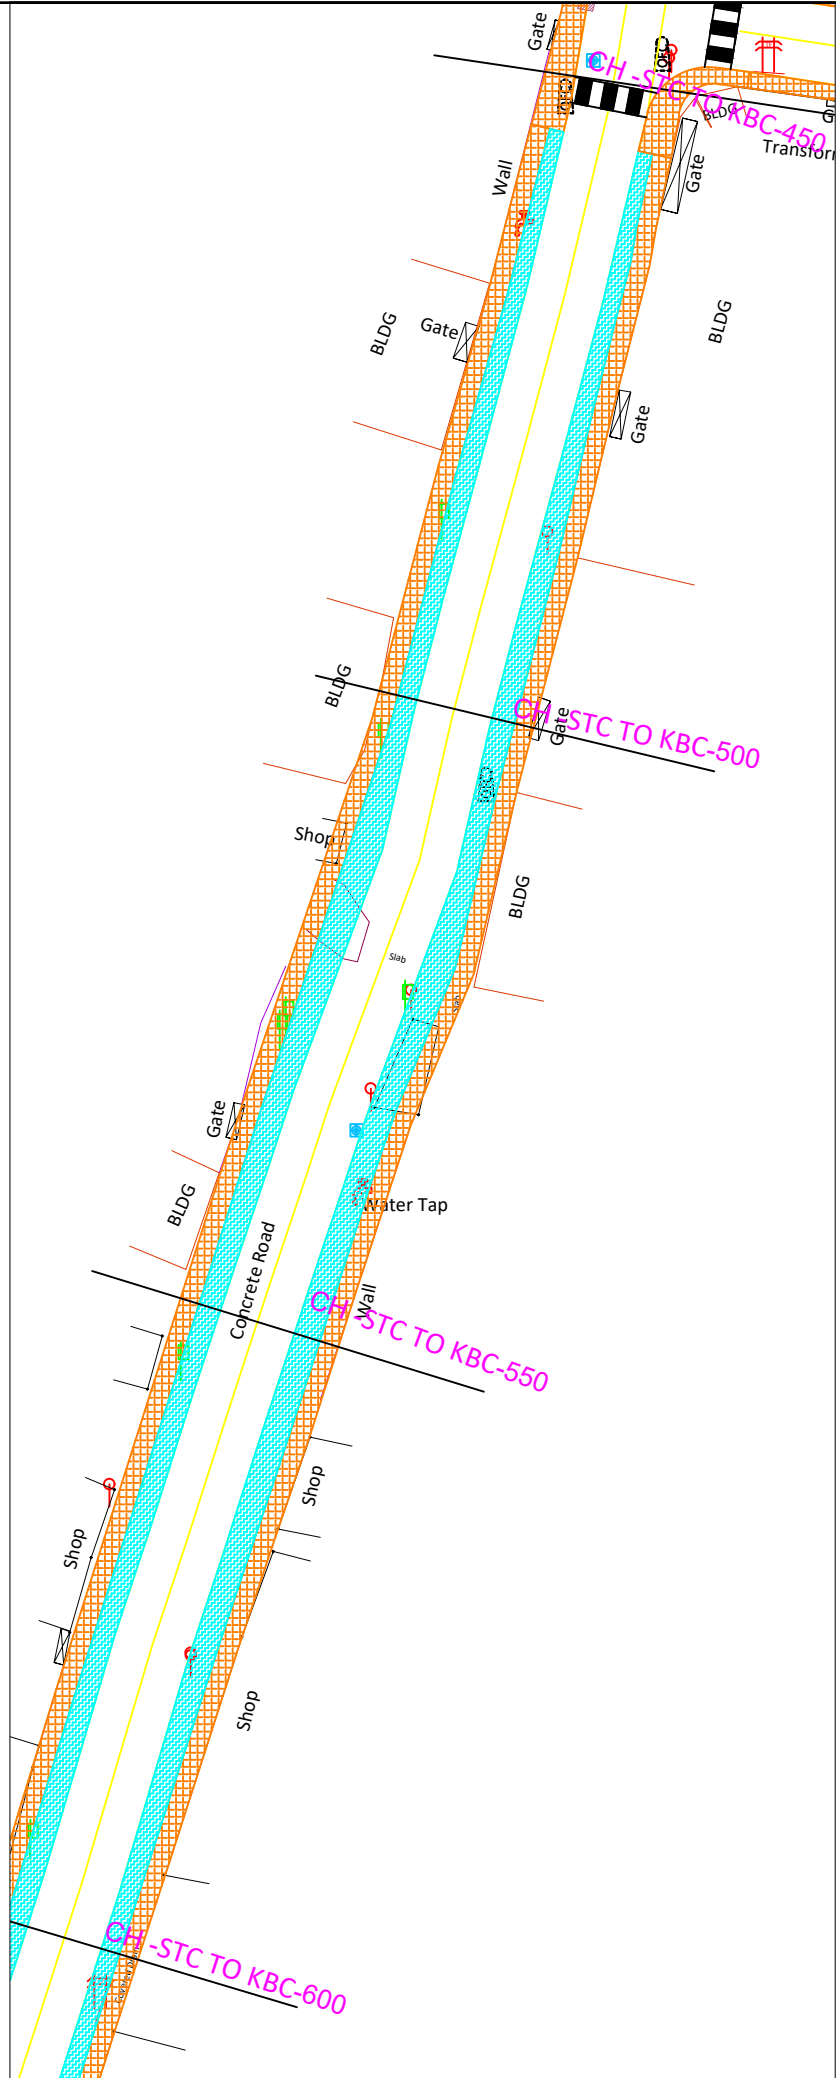 Gate
CH -STC TO KBC-450
BLDG
Wall
Gate
BLDG
Gate
BLDG
Gate
BLDG
CH -STC TO KBC-500
Gate
Shop
BLDG
Slab
Slab
Gate
BLDG
Water Tap
Concrete Road
Wall
CH -STC TO KBC-550
Shop
Shop
Shop
CH -STC TO KBC-600